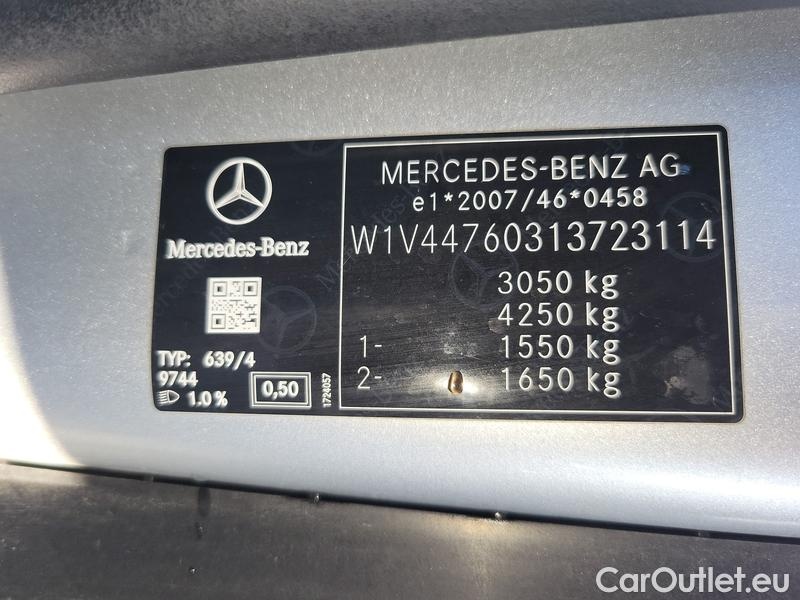 Mercedes-Benz
TYP: 639/4
9744
1.0 %
0,50
1724057
MERCEDES-BENZ AG
e1*2007/46*0458
W1V44760313723114
3050 kg
4250 kg
1- 1550 kg
2- 1650 kg
CarOutlet.eu